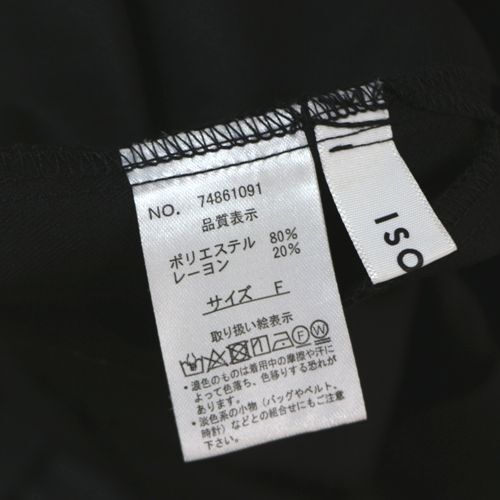 NO. 74861091
品質表示
ポリエステル 80%
レーヨン 20%
サイズ F
取り扱い絵表示
F W
・濃色のものは着用中の摩擦や汗に
よって色落ち、色移りする恐れが
あります。
・淡色系の小物（バッグやベルト、
時計）などとの組合せにもご注意
下さい。
ISO